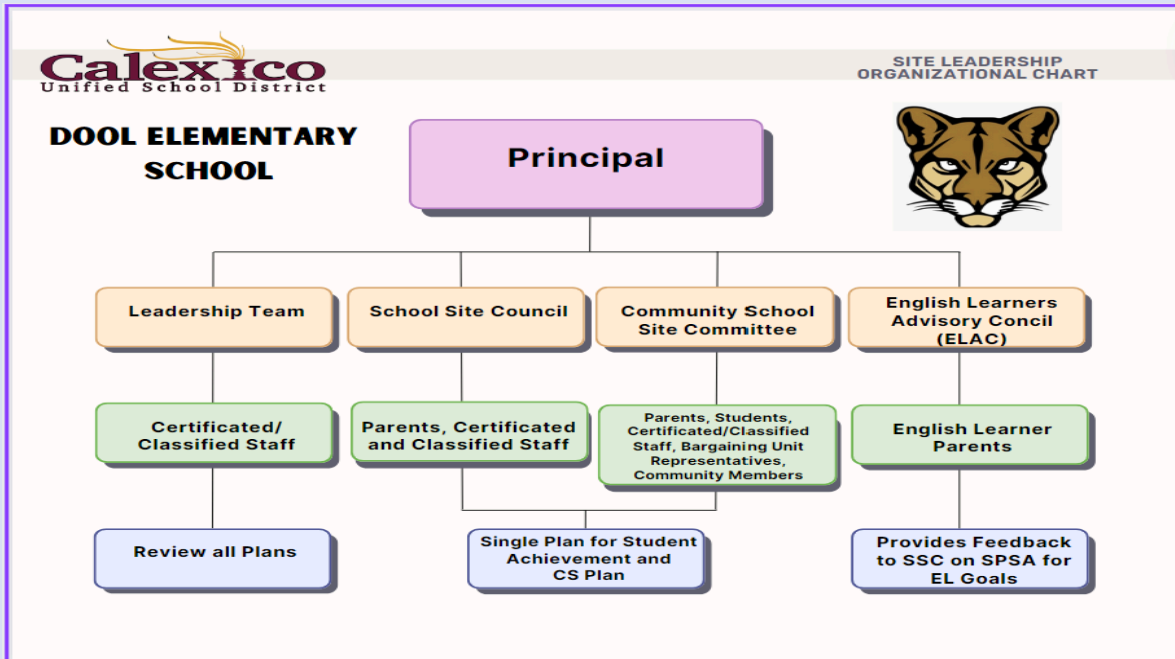 Calexico
Unified School District
SITE LEADERSHIP
ORGANIZATIONAL CHART
DOOL ELEMENTARY
SCHOOL
Principal
Leadership Team
School Site Council
Community School
Site Committee
English Learners
Advisory Concil
(ELAC)
Certificated/
Classified Staff
Parents, Certificated
and Classified Staff
Parents, Students,
Certificated/Classified
Staff, Bargaining Unit
Representatives,
Community Members
English Learner
Parents
Review all Plans
Single Plan for Student
Achievement and
CS Plan
Provides Feedback
to SSC on SPSA for
EL Goals